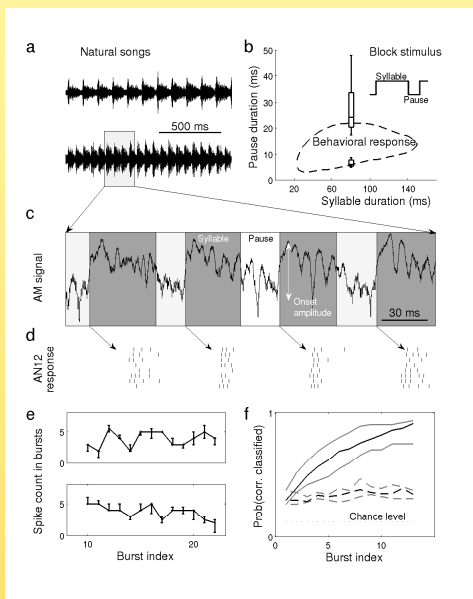 a
Natural songs
500 ms
b
Block stimulus
Syllable
Pause
Pause duration (ms)
50
40
30
20
10
0
Behavioral response
20
60
100
140
Syllable duration (ms)
c
AM signal
Syllable
Pause
Onset
amplitude
30 ms
d
AN12
response
e
Spike count in bursts
5
0
5
0
10
20
Burst index
f
Prob(corr. classified)
1
0
Chance level
0
5
10
Burst index